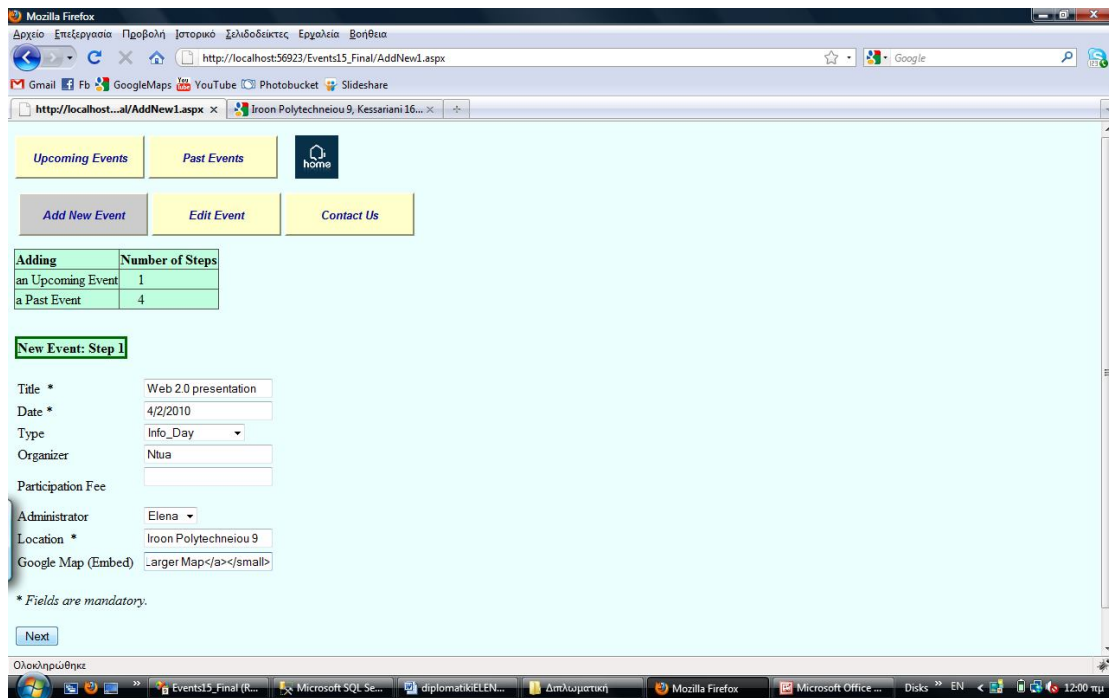 Mozilla Firefox
Αρχείο Επεξεργασία Προβολή Ιστορικό Σελιδοδείκτες Εργαλεία Βοήθεια
http://localhost:56923/Events15_Final/AddNew1.aspx Google
Gmail Fb GoogleMaps YouTube Photobucket Slideshare
http://localhost...al/AddNew1.aspx Iroon Polytechneiou 9, Kessariani 16...
Upcoming Events Past Events home
Add New Event Edit Event Contact Us
Adding Number of Steps
an Upcoming Event 1
a Past Event 4
New Event: Step 1
Title * Web 2.0 presentation
Date * 4/2/2010
Type Info_Day
Organizer Ntua
Participation Fee
Administrator Elena
Location * Iroon Polytechneiou 9
Google Map (Embed) Larger Map</a></small>
* Fields are mandatory.
Next
Ολοκληρώθηκε
Events15_Final (R... Microsoft SQL Se... diplomatikiELEN... Διπλωματική Mozilla Firefox Microsoft Office ... Disks » EN 12:00 πμ